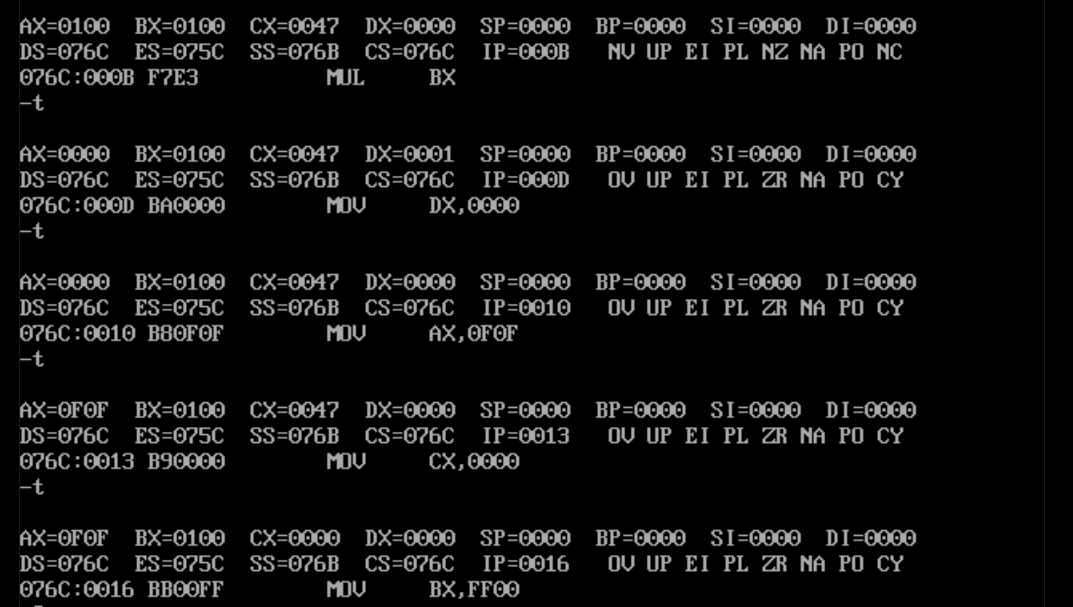 AX=0100  BX=0100  CX=0047  DX=0000  SP=0000  BP=0000  SI=0000  DI=0000
DS=076C  ES=075C  SS=076B  CS=076C  IP=000B   NV UP EI PL NZ NA PO NC
076C:000B F7E3          MUL     BX
-t
AX=0000  BX=0100  CX=0047  DX=0001  SP=0000  BP=0000  SI=0000  DI=0000
DS=076C  ES=075C  SS=076B  CS=076C  IP=000D   OV UP EI PL ZR NA PO CY
076C:000D BA0000        MOV     DX,0000
-t
AX=0000  BX=0100  CX=0047  DX=0000  SP=0000  BP=0000  SI=0000  DI=0000
DS=076C  ES=075C  SS=076B  CS=076C  IP=0010   OV UP EI PL ZR NA PO CY
076C:0010 B80F0F        MOV     AX,0F0F
-t
AX=0F0F  BX=0100  CX=0047  DX=0000  SP=0000  BP=0000  SI=0000  DI=0000
DS=076C  ES=075C  SS=076B  CS=076C  IP=0013   OV UP EI PL ZR NA PO CY
076C:0013 B90000        MOV     CX,0000
-t
AX=0F0F  BX=0100  CX=0000  DX=0000  SP=0000  BP=0000  SI=0000  DI=0000
DS=076C  ES=075C  SS=076B  CS=076C  IP=0016   OV UP EI PL ZR NA PO CY
076C:0016 BB00FF        MOV     BX,FF00